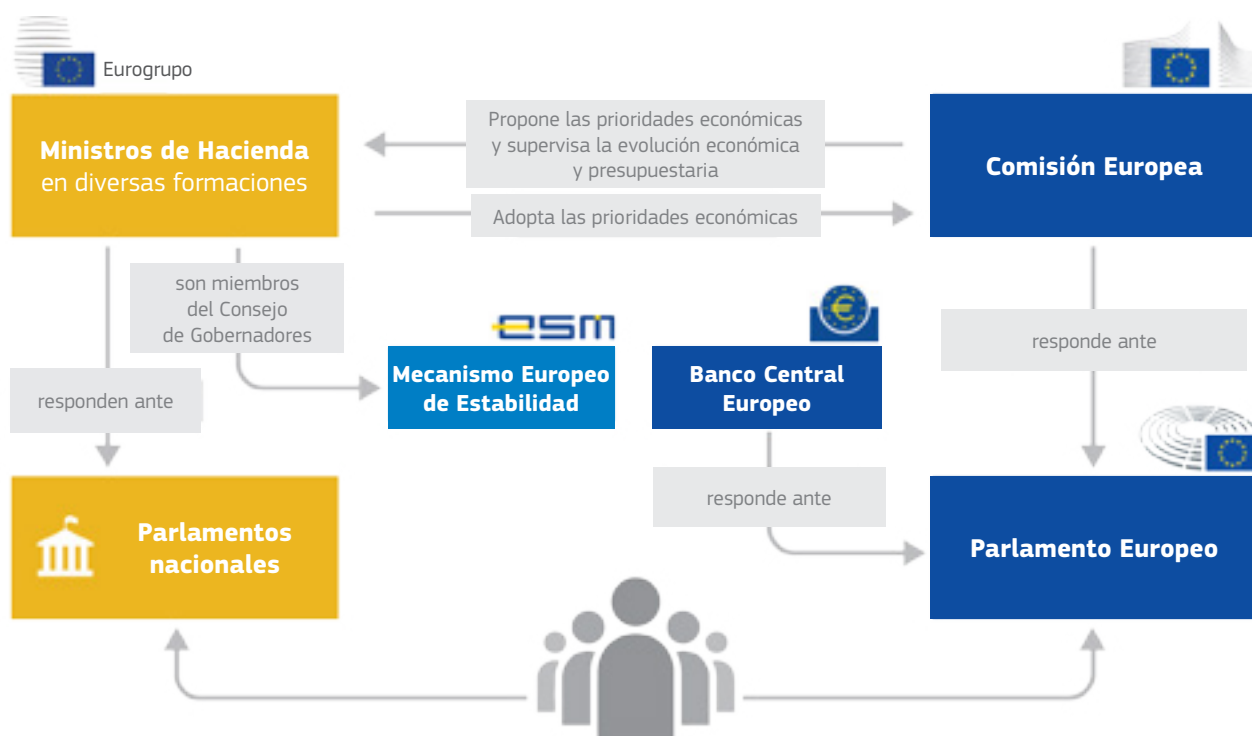 Eurogrupo
Ministros de Hacienda
en diversas formaciones
Propone las prioridades económicas
y supervisa la evolución económica
y presupuestaria
Comisión Europea
Adopta las prioridades económicas
son miembros
del Consejo
de Gobernadores
esm
responde ante
Mecanismo Europeo
de Estabilidad
Banco Central
Europeo
responden ante
responde ante
Parlamentos
nacionales
Parlamento Europeo